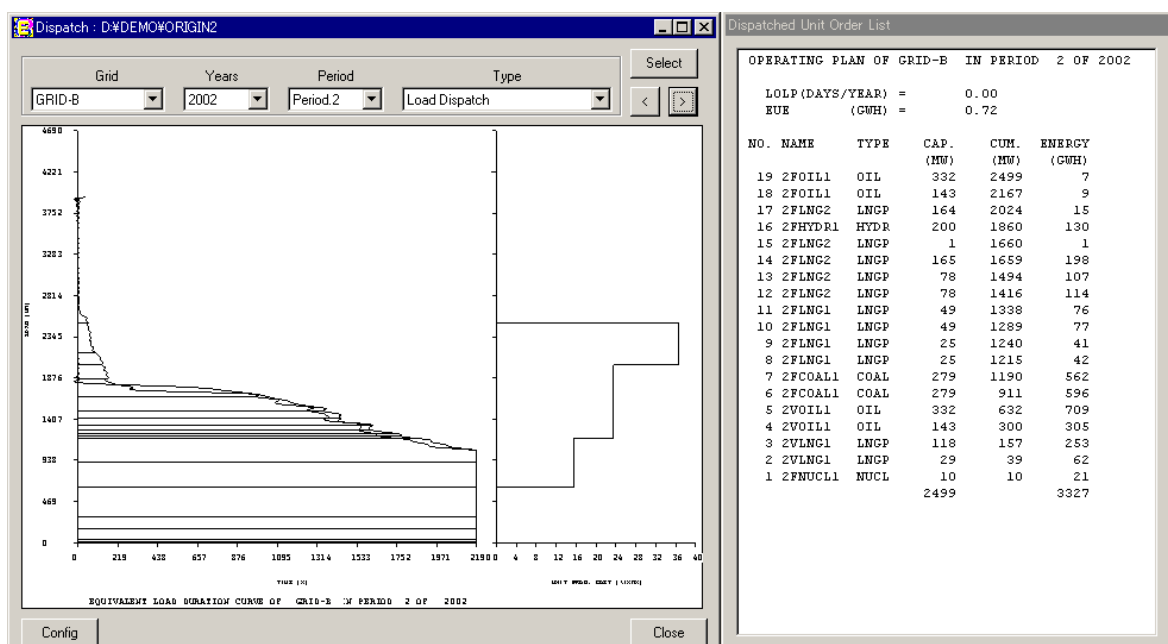 Dispatch : D:¥DEMO¥ORIGIN2
Grid Years Period Type
Select
GRID-B 2002 Period.2 Load Dispatch < >
4690
4221
3752
3283
2814
2345
1876
1407
938
469
0
0 219 438 657 876 1095 1314 1533 1752 1971 2190 0 4 8 12 16 20 24 28 32 36 40
EQUIVALENT LOAD DURATION CURVE OF GRID-B IN PERIOD 2 OF 2002
Config Close
Dispatched Unit Order List
OPERATING PLAN OF GRID-B IN PERIOD 2 OF 2002
LOLP(DAYS/YEAR) = 0.00
EUE (GWH) = 0.72
NO. NAME TYPE CAP. CUM. ENERGY
(MW) (MW) (GWH)
19 2FOIL1 OIL 332 2499 7
18 2FOIL1 OIL 143 2167 9
17 2FLNG2 LNGP 164 2024 15
16 2FHYDR1 HYDR 200 1860 130
15 2FLNG2 LNGP 1 1660 1
14 2FLNG2 LNGP 165 1659 198
13 2FLNG2 LNGP 78 1494 107
12 2FLNG2 LNGP 78 1416 114
11 2FLNG1 LNGP 49 1338 76
10 2FLNG1 LNGP 49 1289 77
9 2FLNG1 LNGP 25 1240 41
8 2FLNG1 LNGP 25 1215 42
7 2FCOAL1 COAL 279 1190 562
6 2FCOAL1 COAL 279 911 596
5 2VOIL1 OIL 332 632 709
4 2VOIL1 OIL 143 300 305
3 2VLNG1 LNGP 118 157 253
2 2VLNG1 LNGP 29 39 62
1 2FNUCL1 NUCL 10 10 21
2499 3327